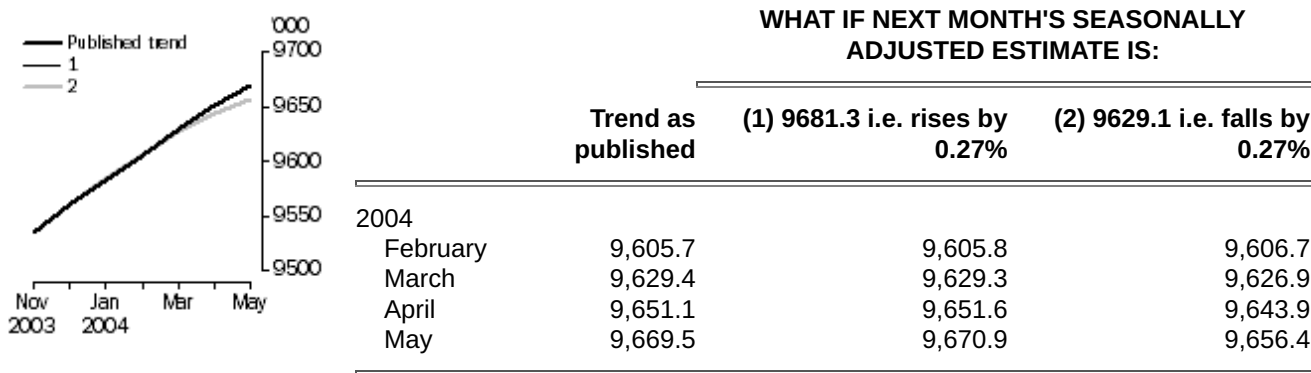 '000
Published trend
1
2
9700
9650
9600
9550
9500
Nov Jan Mar May
2003 2004
WHAT IF NEXT MONTH'S SEASONALLY
ADJUSTED ESTIMATE IS:
Trend as (1) 9681.3 i.e. rises by (2) 9629.1 i.e. falls by
published 0.27% 0.27%
2004
February 9,605.7 9,605.8 9,606.7
March 9,629.4 9,629.3 9,626.9
April 9,651.1 9,651.6 9,643.9
May 9,669.5 9,670.9 9,656.4